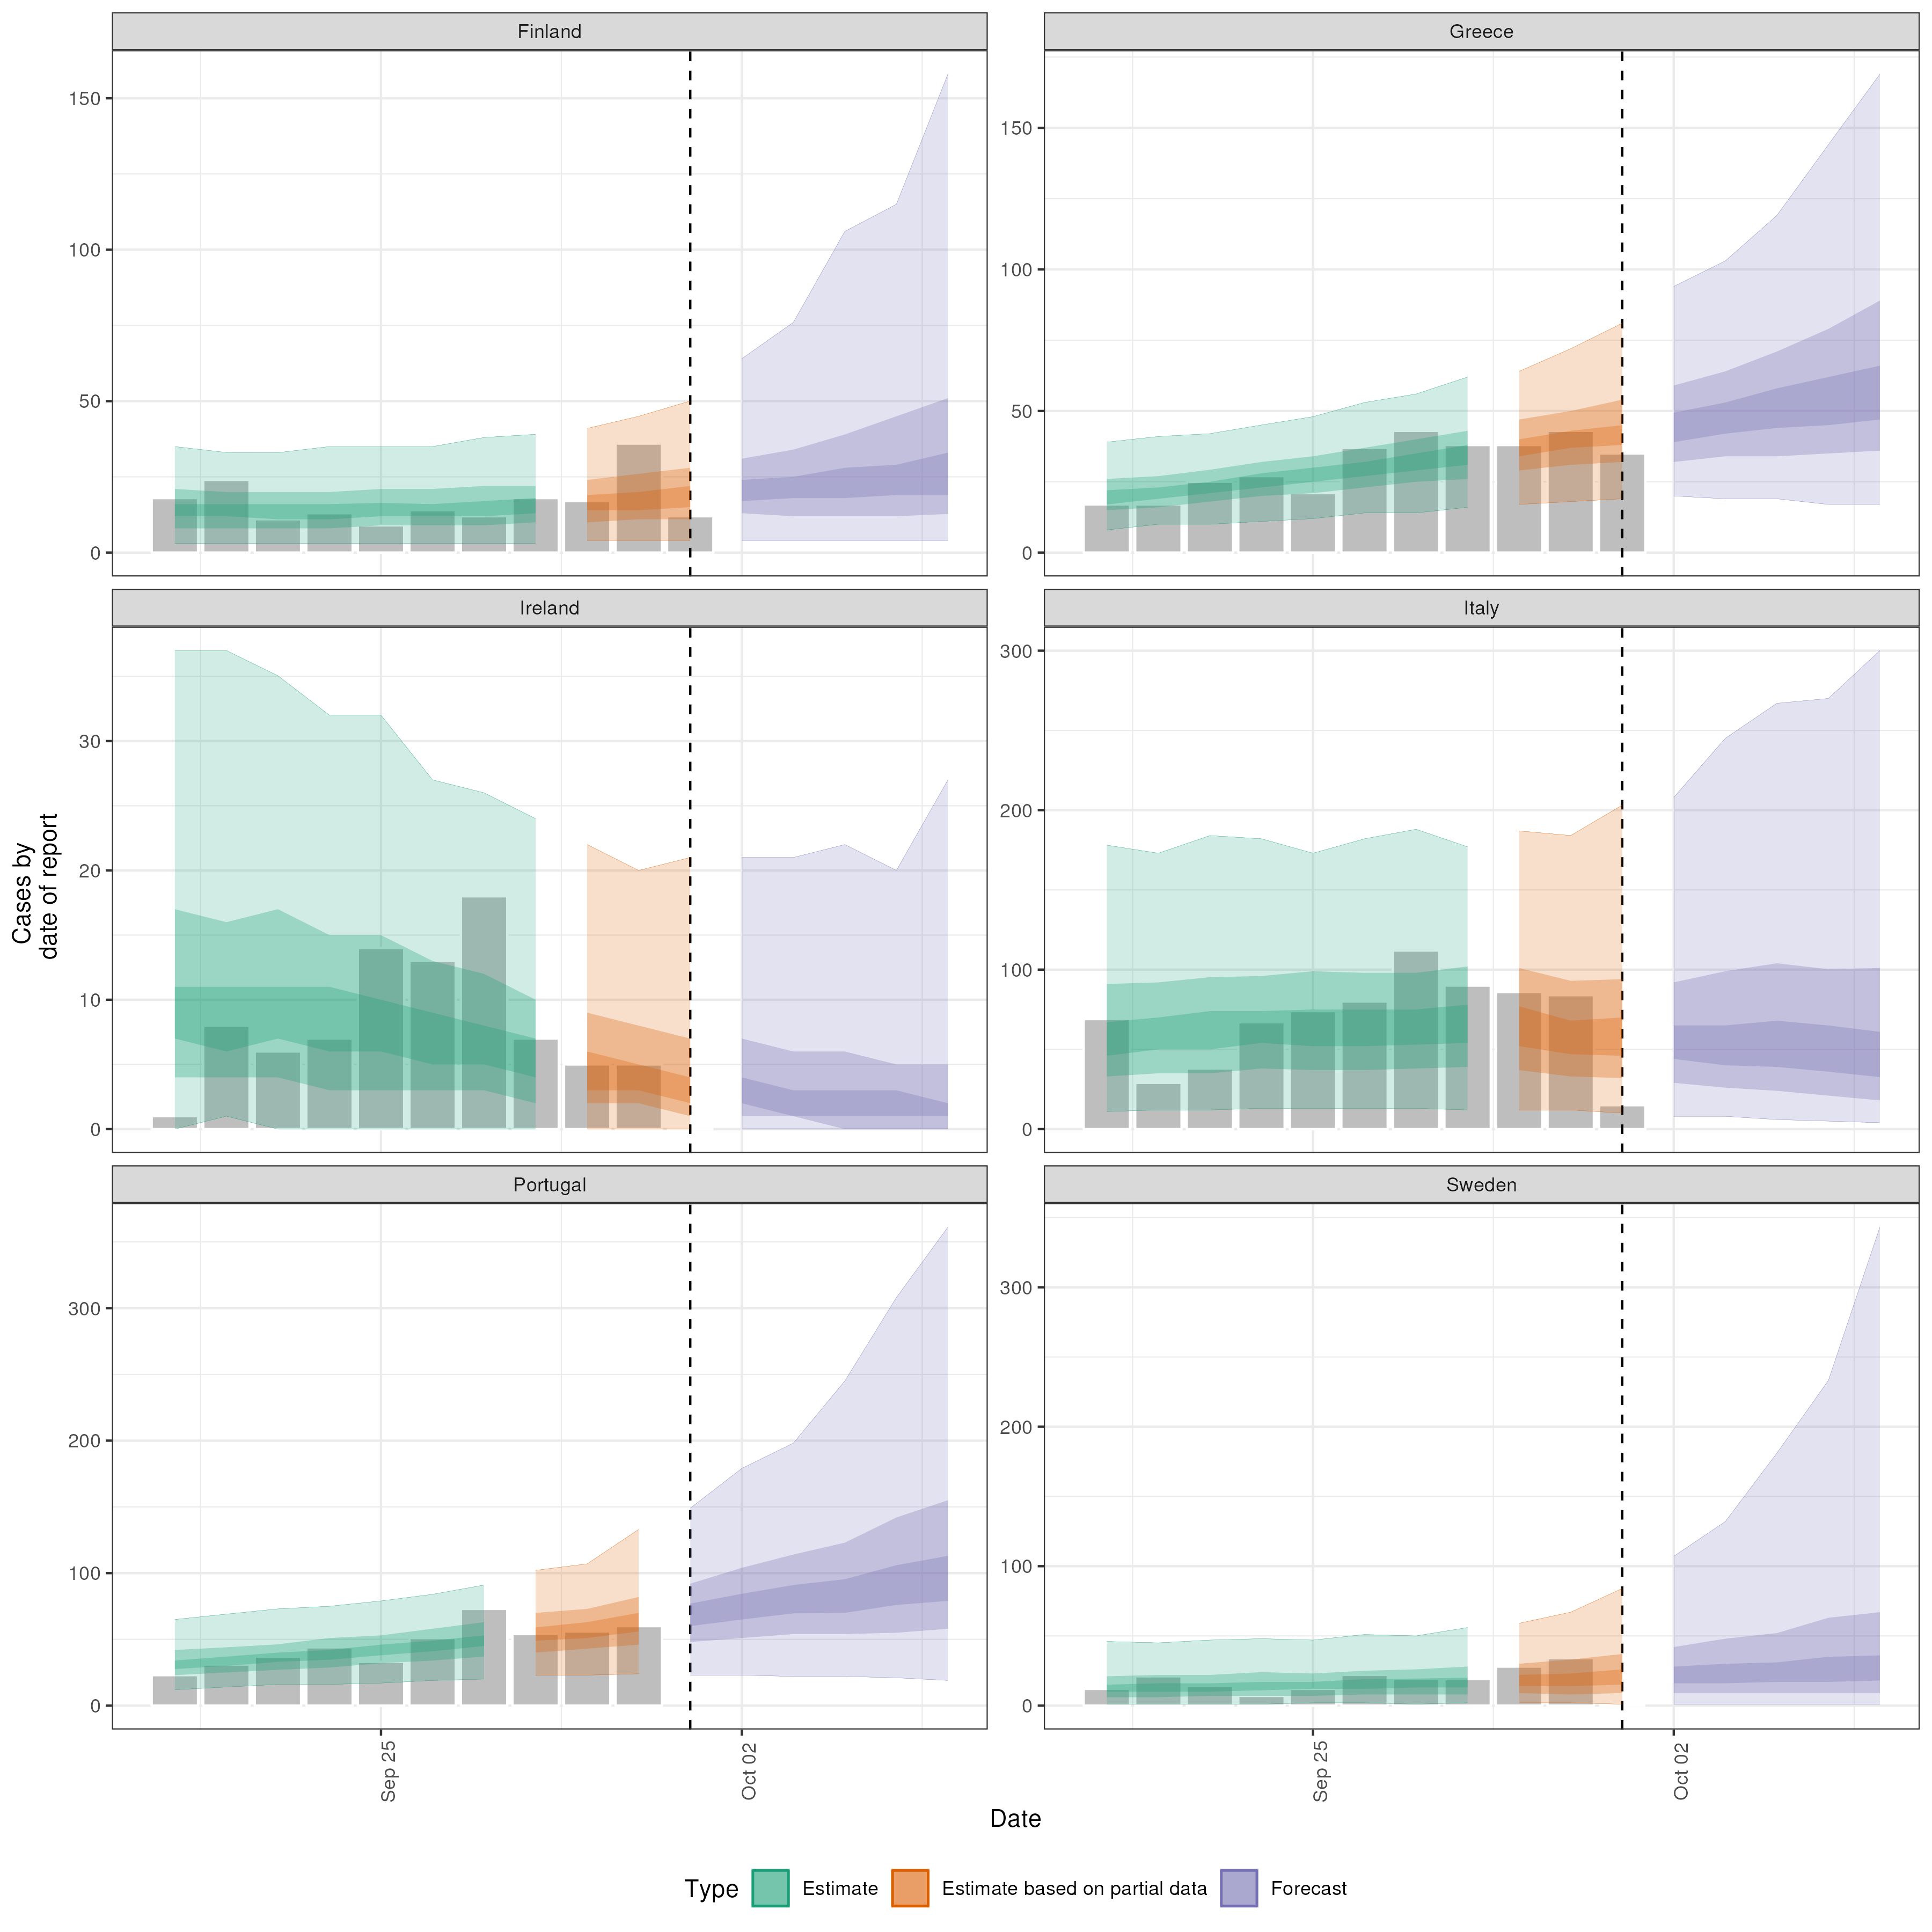 Finland
Greece
150
100
50
0
150
100
50
0
Ireland
Italy
30
20
10
0
300
200
100
0
Cases by
date of report
Portugal
Sweden
300
200
100
0
300
200
100
0
Sep 25
Oct 02
Sep 25
Oct 02
Date
Type
Estimate
Estimate based on partial data
Forecast